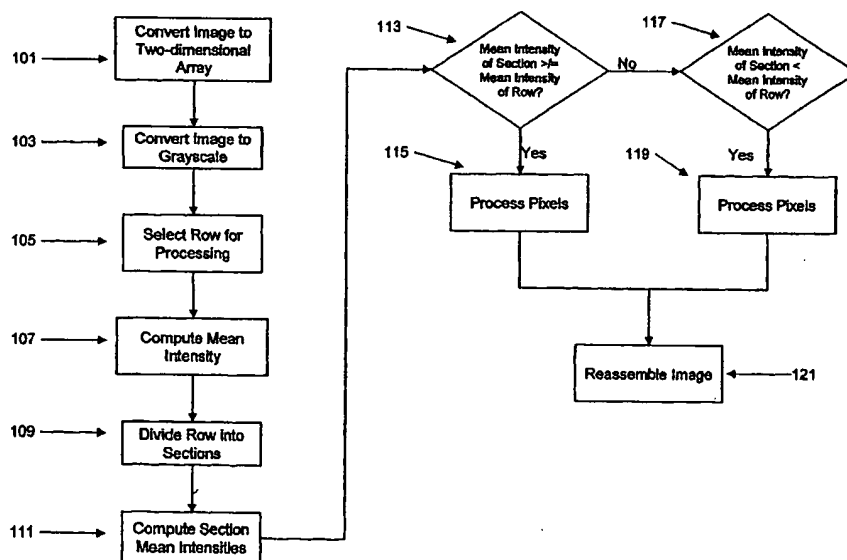 101
Convert Image to
Two-dimensional
Array
103
Convert Image to
Grayscale
105
Select Row for
Processing
107
Compute Mean
Intensity
109
Divide Row into
Sections
111
Compute Section
Mean Intensities
113
Mean Intensity
of Section >/=
Mean Intensity
of Row?
No
Yes
115
Process Pixels
117
Mean Intensity
of Section <
Mean Intensity
of Row?
Yes
119
Process Pixels
Reassemble Image
121